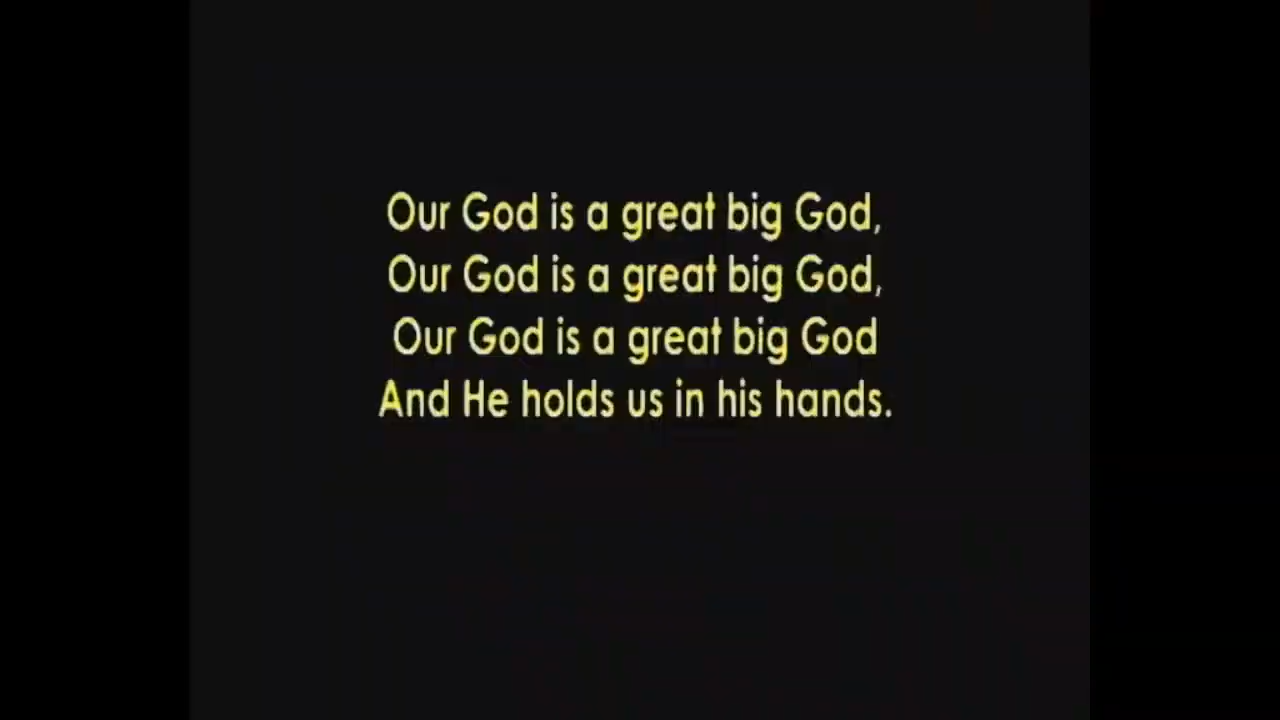 Our God is a great big God,
Our God is a great big God,
Our God is a great big God
And He holds us in his hands.